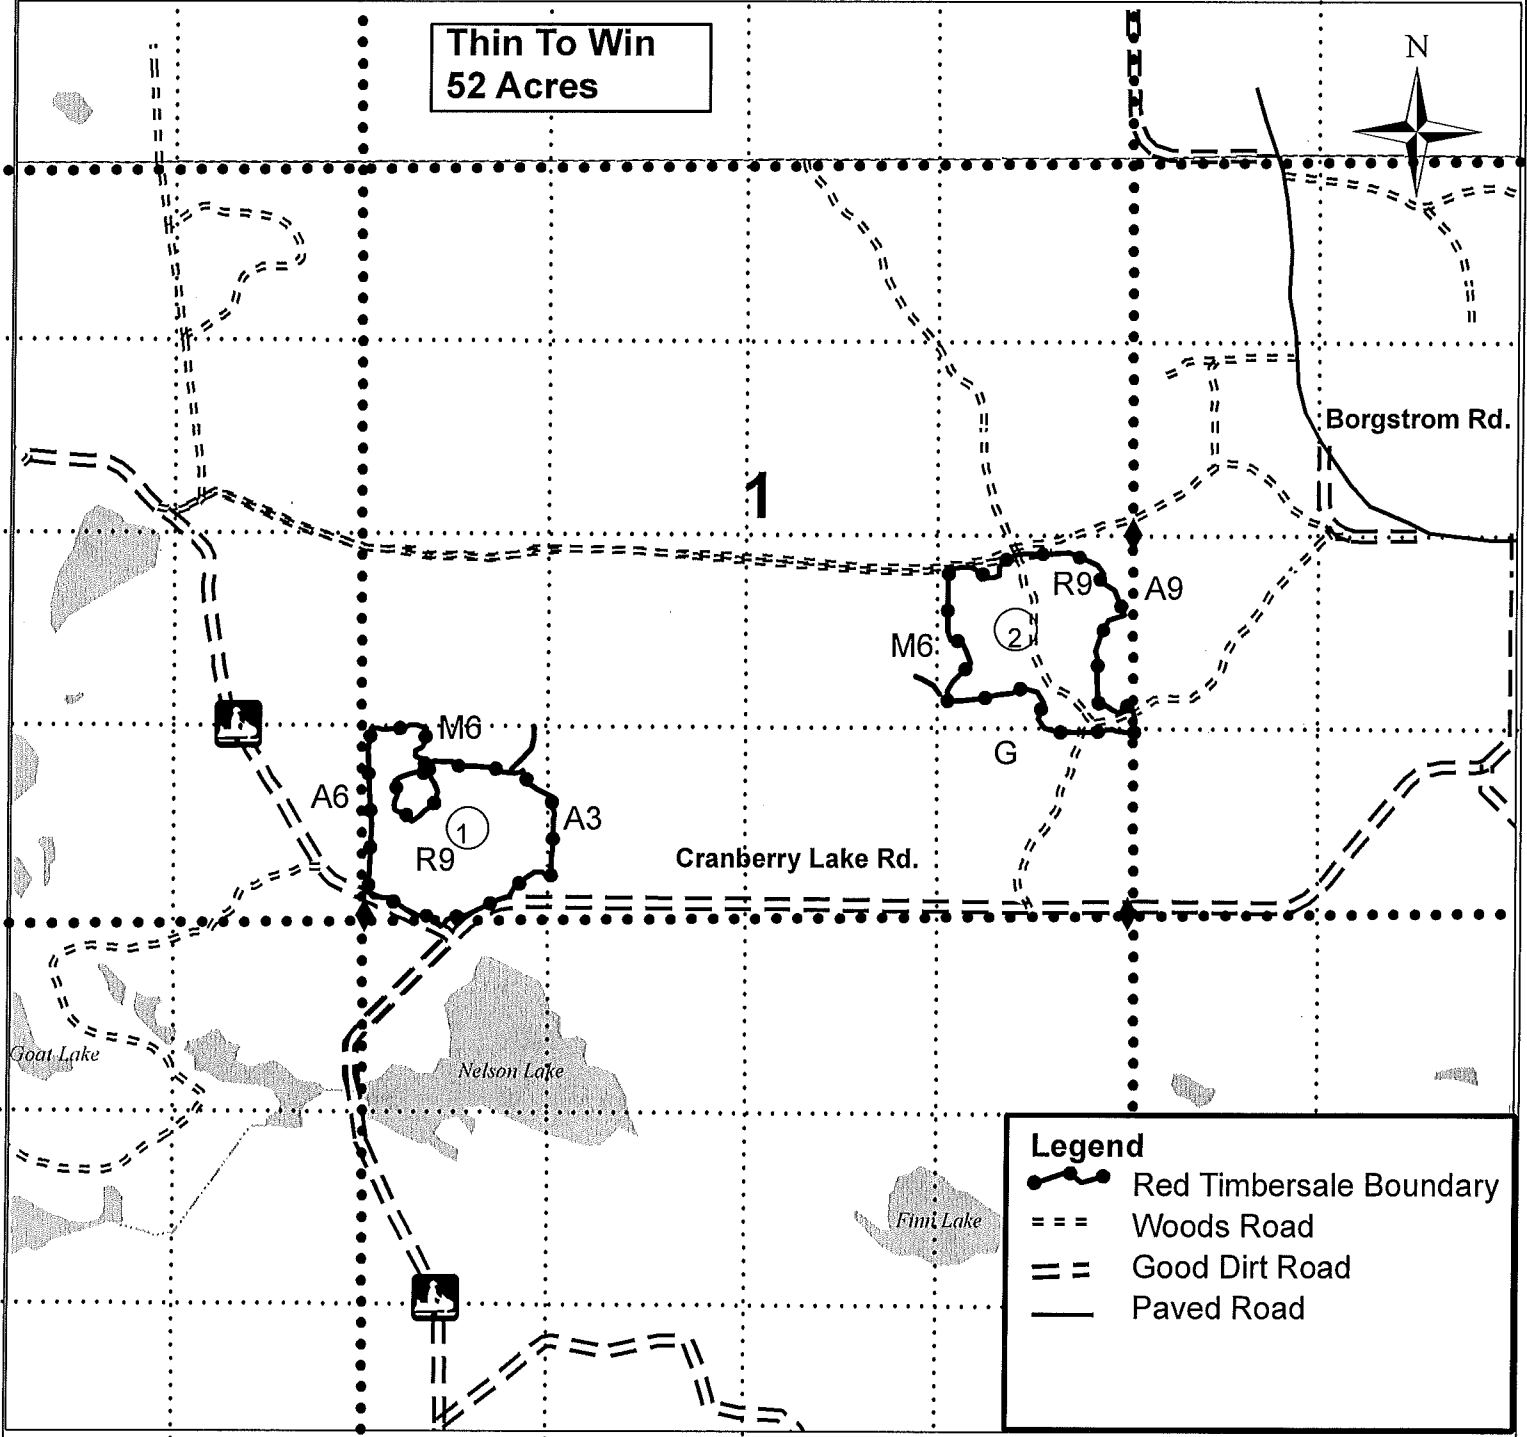 Thin To Win
52 Acres
N
Borgstrom Rd.
1
R9
A9
2
M6
G
M6
A6
A3
1
R9
Cranberry Lake Rd.
Goat Lake
Nelson Lake
Finn Lake
Legend
Red Timbersale Boundary
Woods Road
Good Dirt Road
Paved Road